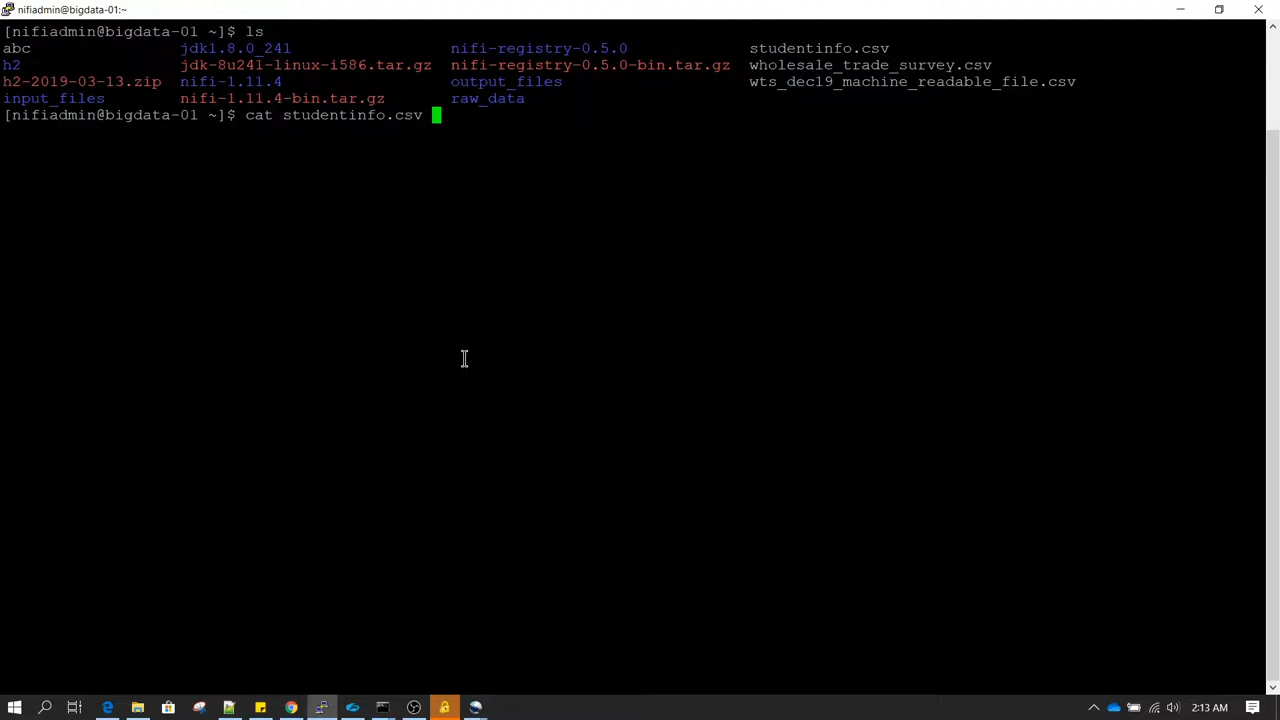 nifiadmin@bigdata-01:~
[nifiadmin@bigdata-01 ~]$ ls
abc jdk1.8.0_241 nifi-registry-0.5.0 studentinfo.csv
h2 jdk-8u241-linux-i586.tar.gz nifi-registry-0.5.0-bin.tar.gz wholesale_trade_survey.csv
h2-2019-03-13.zip nifi-1.11.4 output_files wts_dec19_machine_readable_file.csv
input_files nifi-1.11.4-bin.tar.gz raw_data
[nifiadmin@bigdata-01 ~]$ cat studentinfo.csv
2:13 AM